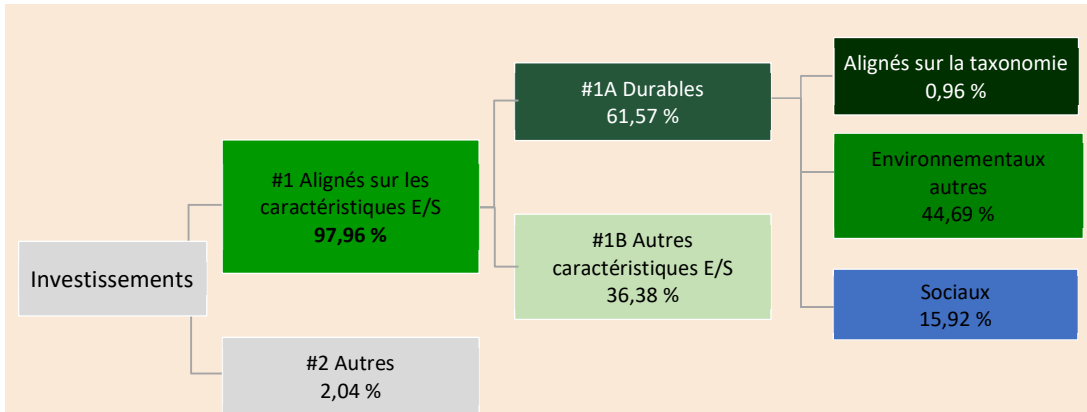 Investissements
#1 Alignés sur les
caractéristiques E/S
97,96 %
#2 Autres
2,04 %
#1A Durables
61,57 %
#1B Autres
caractéristiques E/S
36,38 %
Alignés sur la taxonomie
0,96 %
Environnementaux
autres
44,69 %
Sociaux
15,92 %